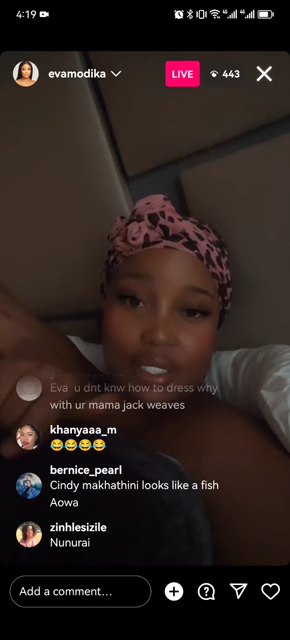 4:19
evamodika
LIVE
443
Eva u dnt knw how to dress why
with ur mama jack weaves
khanyaaa_m
😂😂😂😂
bernice_pearl
Cindy makhathini looks like a fish
Aowa
zinhlesizile
Nunurai
Add a comment...